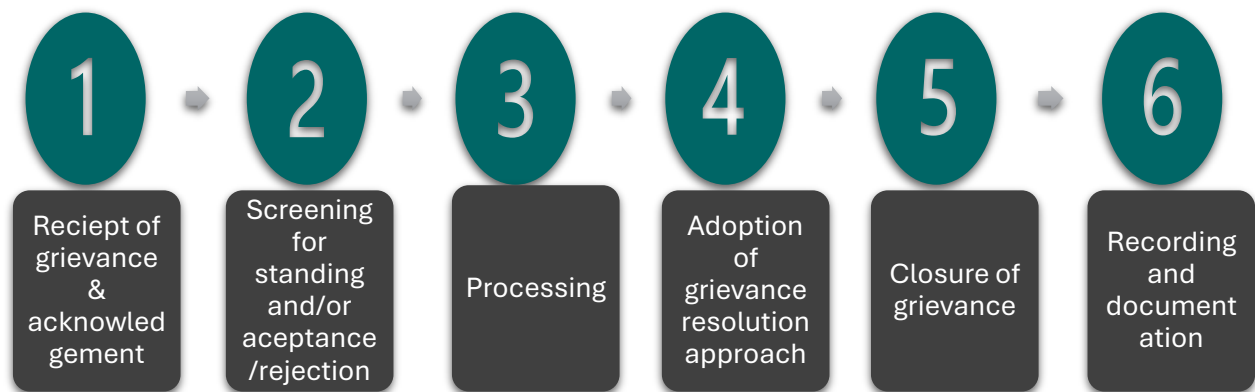 1
2
3
4
5
6
Reciept of
grievance
&
acknowled
gement
Screening
for
standing
and/or
aceptance
/rejection
Processing
Adoption
of
grievance
resolution
approach
Closure of
grievance
Recording
and
document
ation